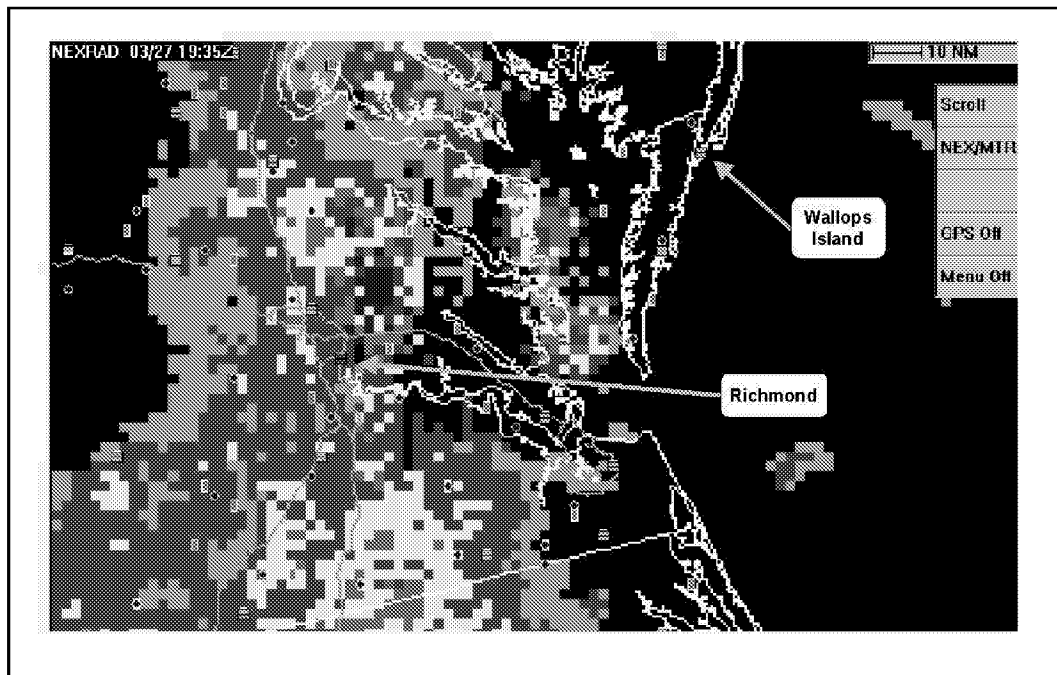 NEXRAD 03/27 19:35Z
10 NM
Scroll
NEX/MTR
GPS Off
Menu Off
Wallops
Island
Richmond